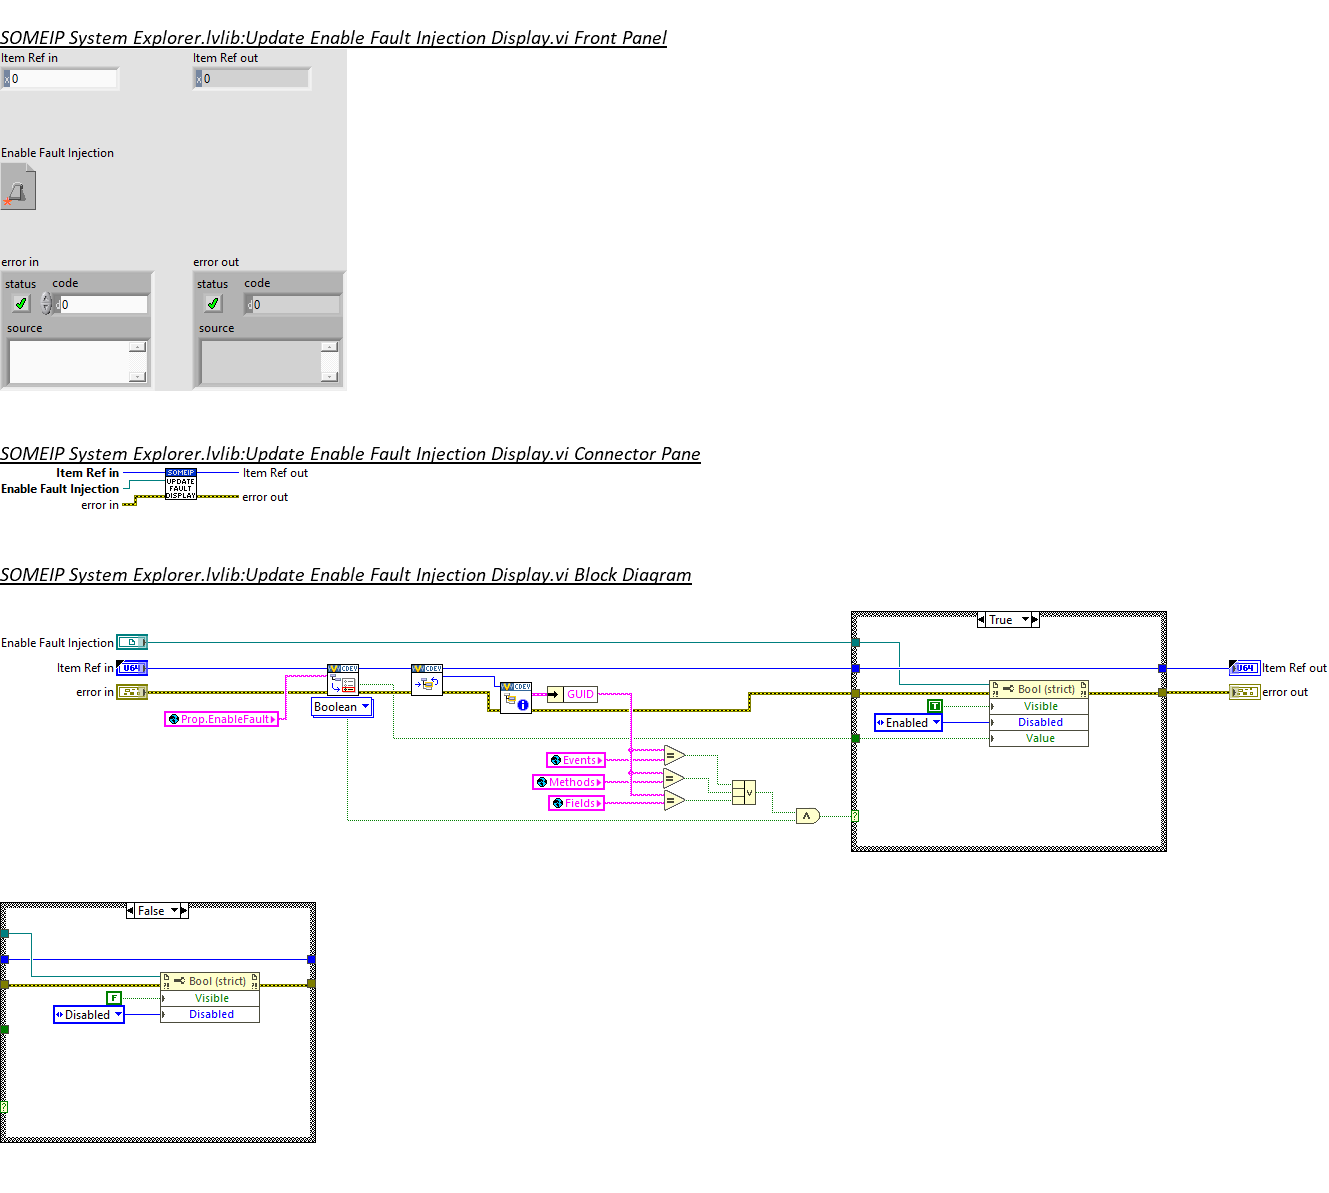 SOMEIP System Explorer.lvlib:Update Enable Fault Injection Display.vi Front Panel
Item Ref in
Item Ref out
x 0
x 0
Enable Fault Injection
error in
error out
status code
status code
d 0
d 0
source
source
SOMEIP System Explorer.lvlib:Update Enable Fault Injection Display.vi Connector Pane
Item Ref in
SOMEIP
UPDATE
FAULT
DISPLAY
Item Ref out
Enable Fault Injection
error in
error out
SOMEIP System Explorer.lvlib:Update Enable Fault Injection Display.vi Block Diagram
True
Enable Fault Injection
Item Ref in
U64
CDEV
CDEV
U64
Item Ref out
error in
CDEV
GUID
Bool (strict)
error out
Boolean
Prop.EnableFault
T
Visible
Enabled
Disabled
Value
Events
Methods
Fields
?
False
Bool (strict)
F
Visible
Disabled
Disabled
?